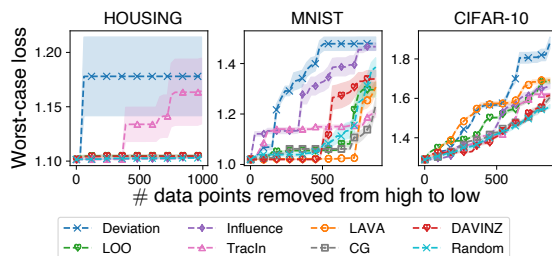 HOUSING MNIST CIFAR-10
Worst-case loss
1.20
1.15
1.10
1.4
1.2
1.0
1.8
1.6
1.4
0 500 1000 0 500 0 500
# data points removed from high to low
Deviation Influence LAVA DAVINZ
LOO TracIn CG Random